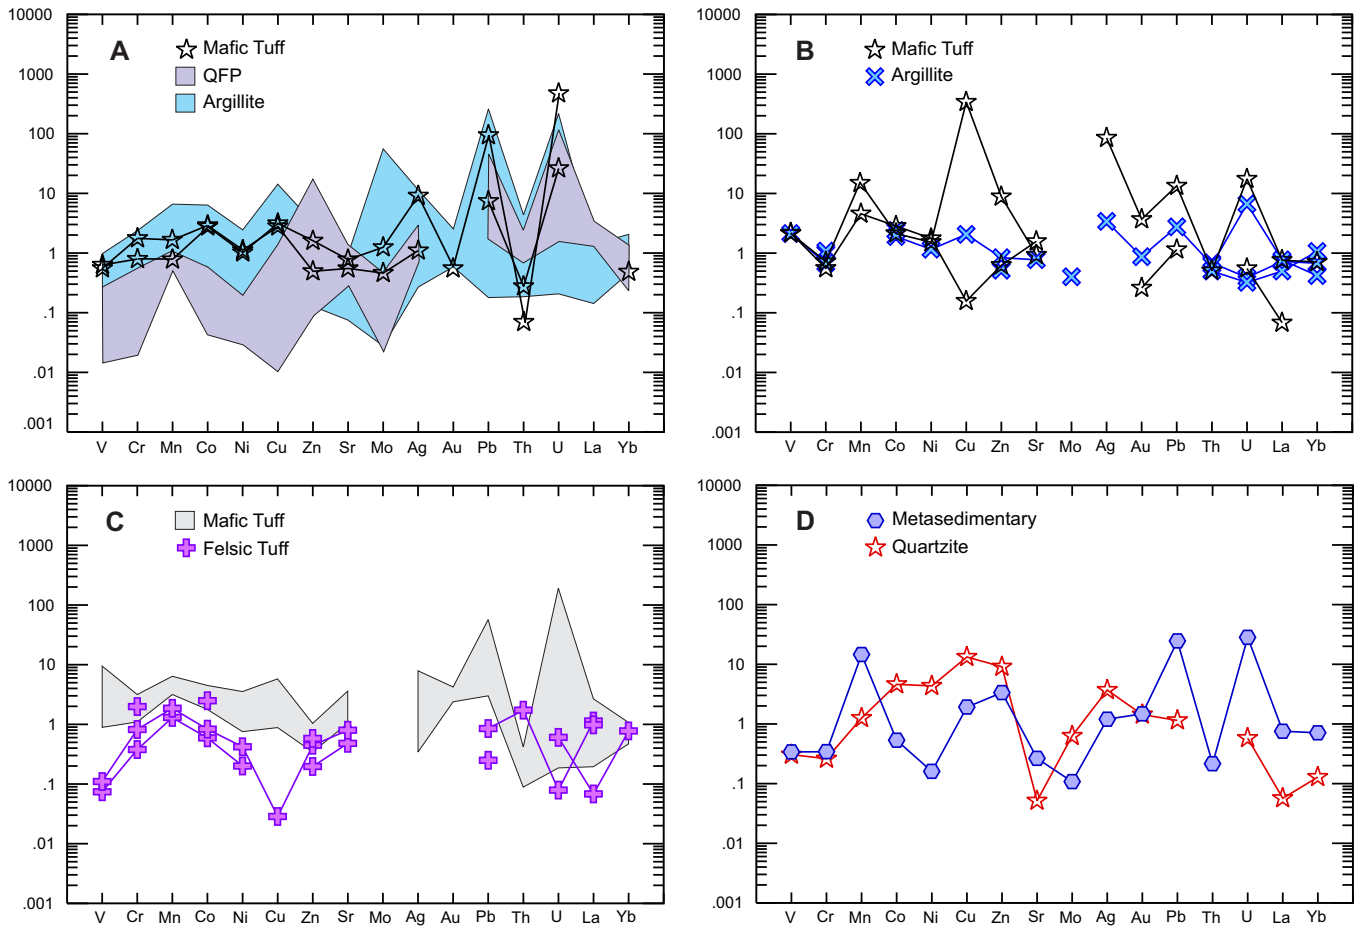 A
Mafic Tuff
QFP
Argillite
10000
1000
100
10
1
.1
.01
.001
V Cr Mn Co Ni Cu Zn Sr Mo Ag Au Pb Th U La Yb
B
Mafic Tuff
Argillite
10000
1000
100
10
1
.1
.01
.001
V Cr Mn Co Ni Cu Zn Sr Mo Ag Au Pb Th U La Yb
C
Mafic Tuff
Felsic Tuff
10000
1000
100
10
1
.1
.01
.001
V Cr Mn Co Ni Cu Zn Sr Mo Ag Au Pb Th U La Yb
D
Metasedimentary
Quartzite
10000
1000
100
10
1
.1
.01
.001
V Cr Mn Co Ni Cu Zn Sr Mo Ag Au Pb Th U La Yb